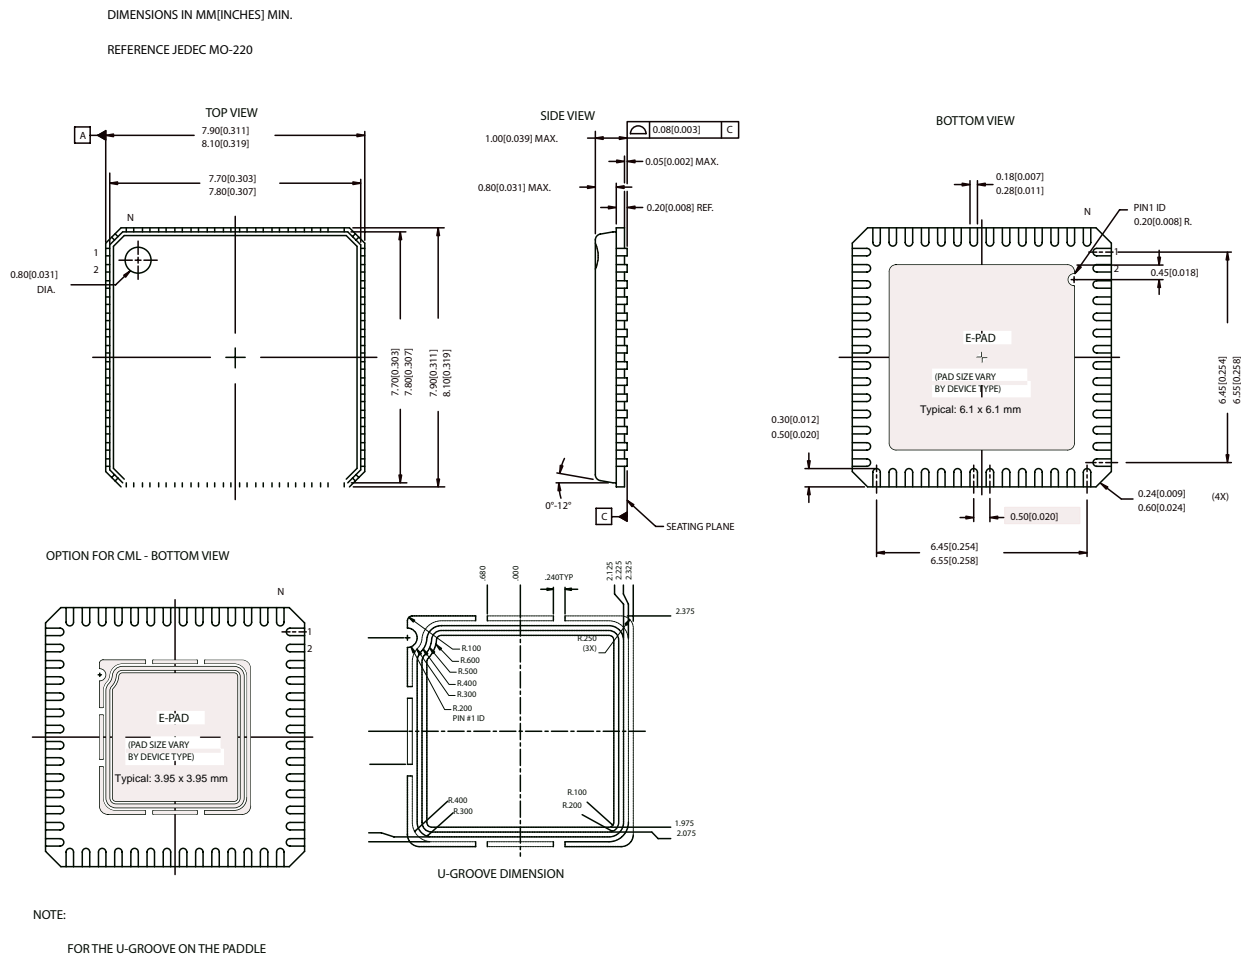 DIMENSIONS IN MM[INCHES] MIN.
REFERENCE JEDEC MO-220
TOP VIEW
A
7.90[0.311]
8.10[0.319]
7.70[0.303]
7.80[0.307]
N
1
2
0.80[0.031]
DIA.
7.70[0.303]
7.80[0.307]
7.90[0.311]
8.10[0.319]
SIDE VIEW
1.00[0.039] MAX.
0.08[0.003]
C
0.05[0.002] MAX.
0.80[0.031] MAX.
0.20[0.008] REF.
0°-12°
C
SEATING PLANE
BOTTOM VIEW
0.18[0.007]
0.28[0.011]
N
PIN1 ID
0.20[0.008] R.
1
2
0.45[0.018]
E-PAD
(PAD SIZE VARY
BY DEVICE TYPE)
Typical: 6.1 x 6.1 mm
6.45[0.254]
6.55[0.258]
0.30[0.012]
0.50[0.020]
0.24[0.009]
0.60[0.024]
(4X)
0.50[0.020]
6.45[0.254]
6.55[0.258]
OPTION FOR CML - BOTTOM VIEW
N
1
2
E-PAD
(PAD SIZE VARY
BY DEVICE TYPE)
Typical: 3.95 x 3.95 mm
.680
.000
.240TYP
2.125
2.225
2.325
2.375
R.250
(3X)
R.100
R.600
R.500
R.400
R.300
R.200
PIN #1 ID
R.400
R.300
R.100
R.200
1.975
2.075
U-GROOVE DIMENSION
NOTE:
FOR THE U-GROOVE ON THE PADDLE